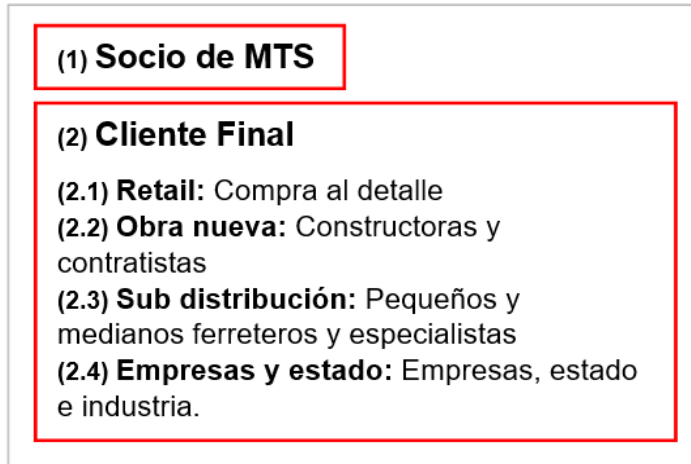 (1) Socio de MTS
(2) Cliente Final
(2.1) Retail: Compra al detalle
(2.2) Obra nueva: Constructoras y
contratistas
(2.3) Sub distribución: Pequeños y
medianos ferreteros y especialistas
(2.4) Empresas y estado: Empresas, estado
e industria.